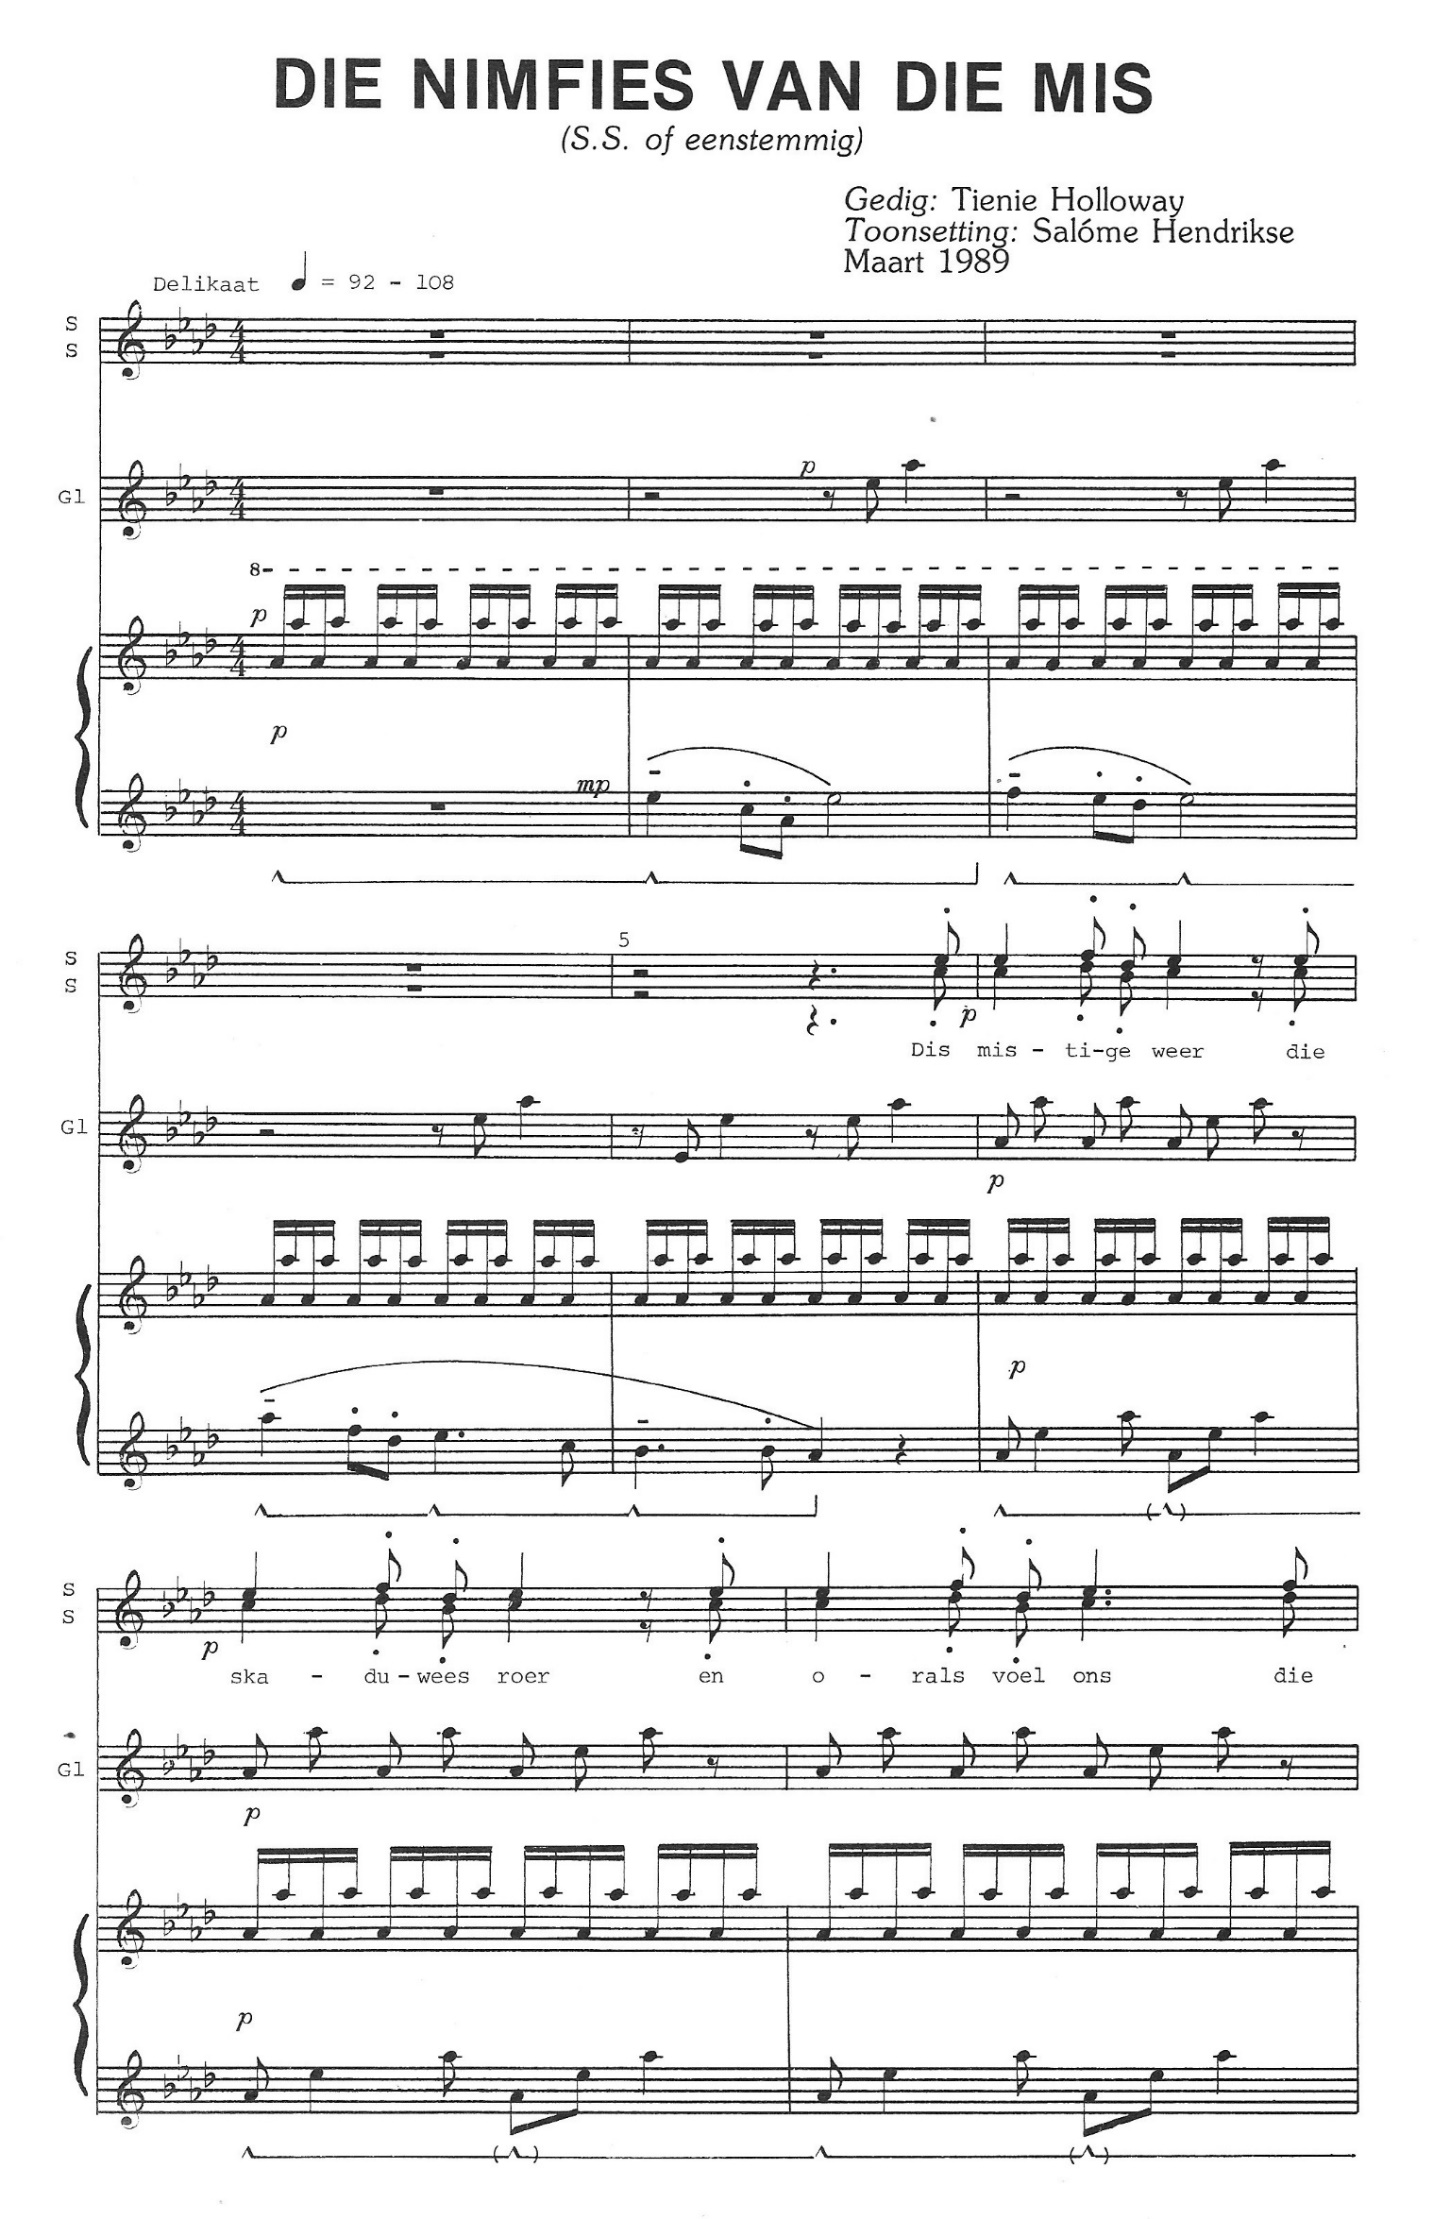 DIE NIMFIES VAN DIE MIS
(S.S. of eenstemmig)
Gedig: Tienie Holloway
Toonsetting: Salóme Hendrikse
Maart 1989
Delikaat ♩ = 92 - 108
S
S
p
Gl
8
p
p
mp
5
S
S
p
Dis mis - ti-ge weer die
Gl
p
p
S
S
p
ska - du-wees roer en o - rals voel ons die
Gl
p
p